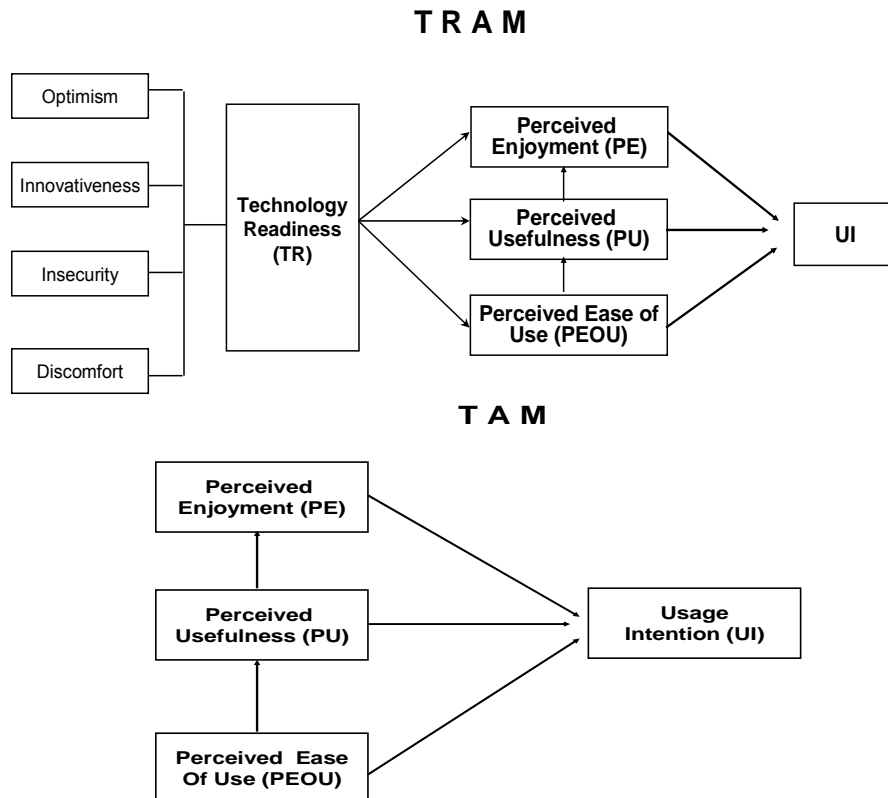 T R A M
Optimism
Innovativeness
Insecurity
Discomfort
Technology
Readiness
(TR)
Perceived
Enjoyment (PE)
Perceived
Usefulness (PU)
Perceived Ease of
Use (PEOU)
UI
T A M
Perceived
Enjoyment (PE)
Perceived
Usefulness (PU)
Perceived Ease
Of Use (PEOU)
Usage
Intention (UI)